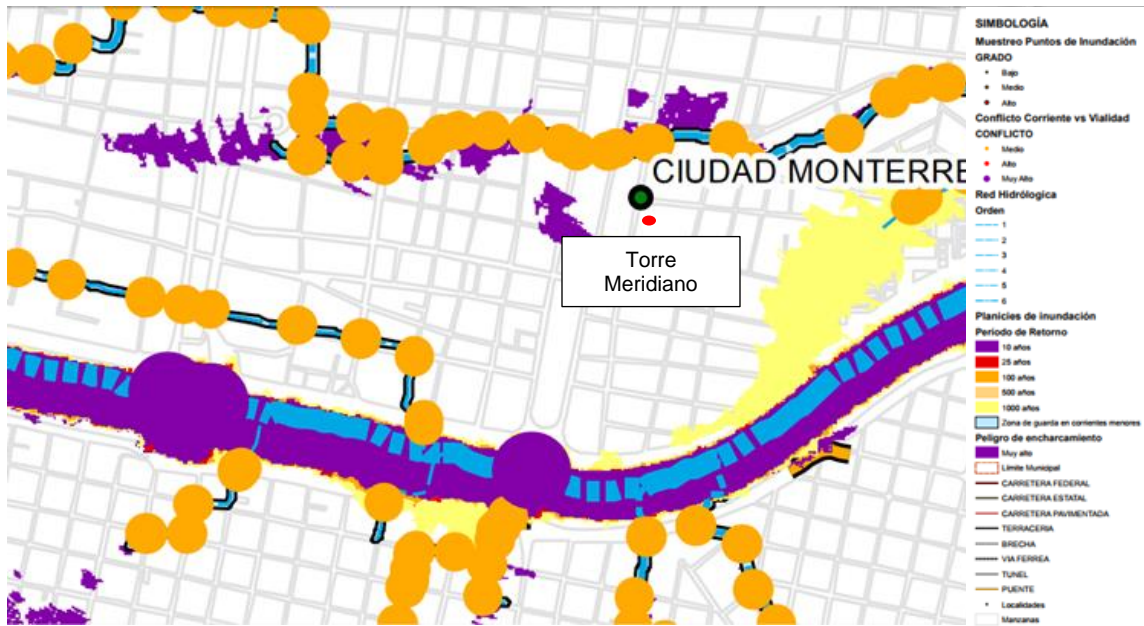 CIUDAD MONTERRE
Torre
Meridiano
SIMBOLOGÍA
Muestreo Puntos de Inundación
GRADO
Bajo
Medio
Alto
Conflicto Corriente vs Vialidad
CONFLICTO
Medio
Alto
Muy Alto
Red Hidrólogica
Orden
1
2
3
4
5
6
Planicies de inundación
Periodo de Retorno
10 años
25 años
100 años
500 años
1000 años
Zona de guarda en corrientes menores
Peligro de encharcamiento
Muy alto
Límite Municipal
CARRETERA FEDERAL
CARRETERA ESTATAL
CARRETERA PAVIMENTADA
TERRACERIA
BRECHA
VIA FERREA
TUNEL
PUENTE
Localidades
Manzanas